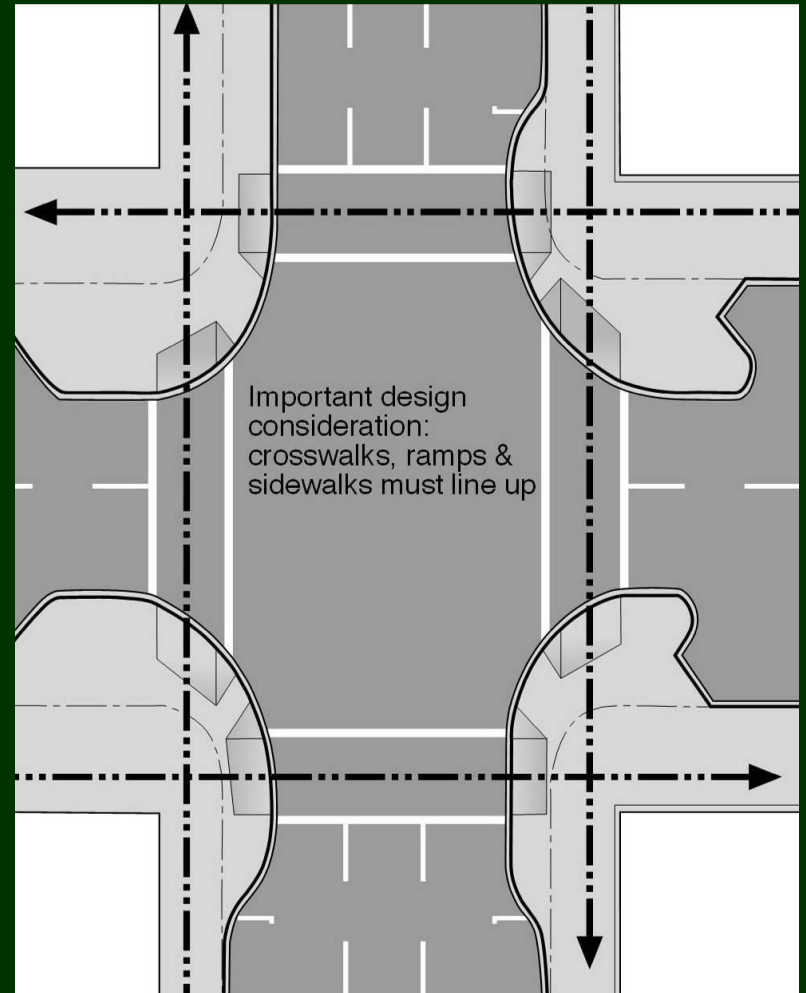 Important design
consideration:
crosswalks, ramps &
sidewalks must line up